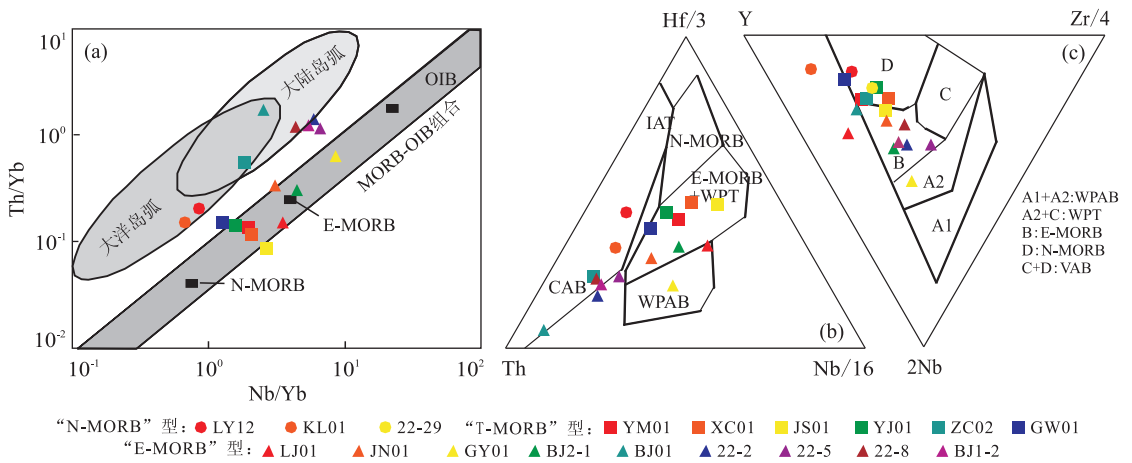 (a)
Th/Yb
10¹
10⁰
10⁻¹
10⁻²
大陆岛弧
大洋岛弧
OIB
MORB-OIB组合
E-MORB
N-MORB
10⁻¹
10⁰
10¹
10²
Nb/Yb
Hf/3
IAT
N-MORB
E-MORB
+WPT
CAB
WPAB
(b)
Th
Nb/16
Y
Zr/4
(c)
D
C
B
A2
A1
2Nb
A1+A2:WPAB
A2+C:WPT
B:E-MORB
D:N-MORB
C+D:VAB
“N-MORB”型: LY12 KL01 22-29 “T-MORB”型: YM01 XC01 JS01 YJ01 ZC02 GW01
“E-MORB”型: LJ01 JN01 GY01 BJ2-1 BJ01 22-2 22-5 22-8 BJ1-2